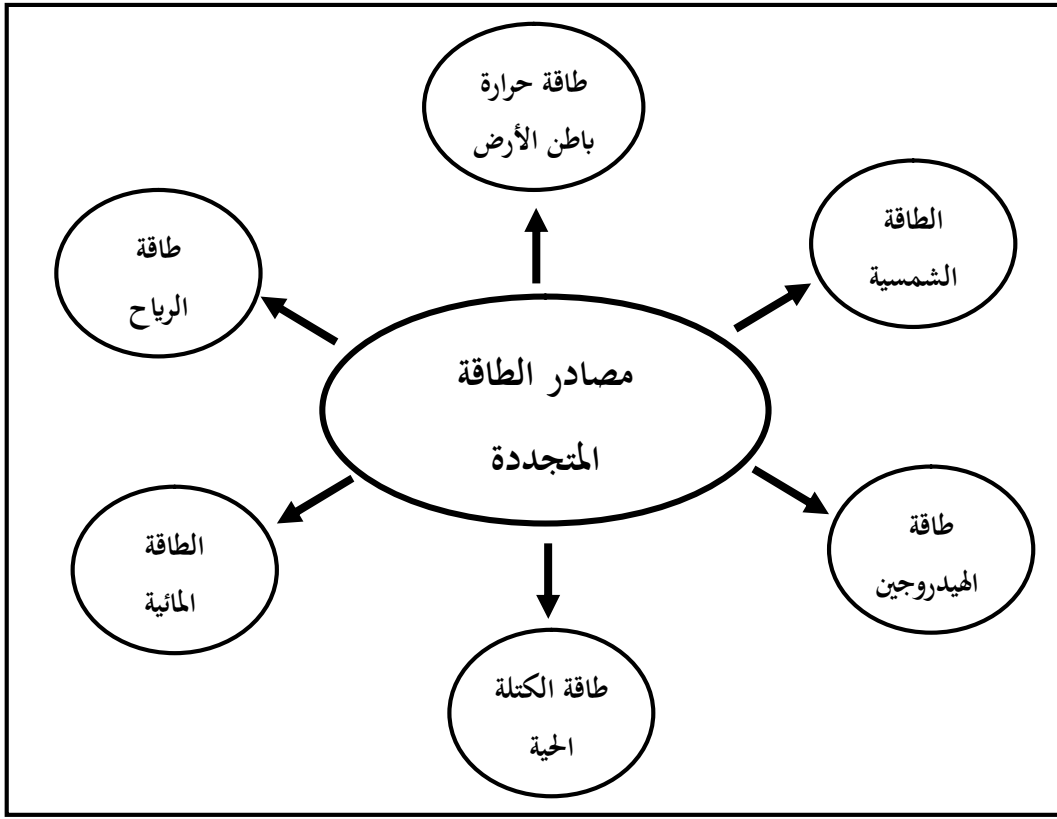 طاقة حرارة
باطن الأرض
الطاقة
الشمسية
طاقة
الرياح
مصادر الطاقة
المتجددة
طاقة
الهيدروجين
الطاقة
المائية
طاقة الكتلة
الحية